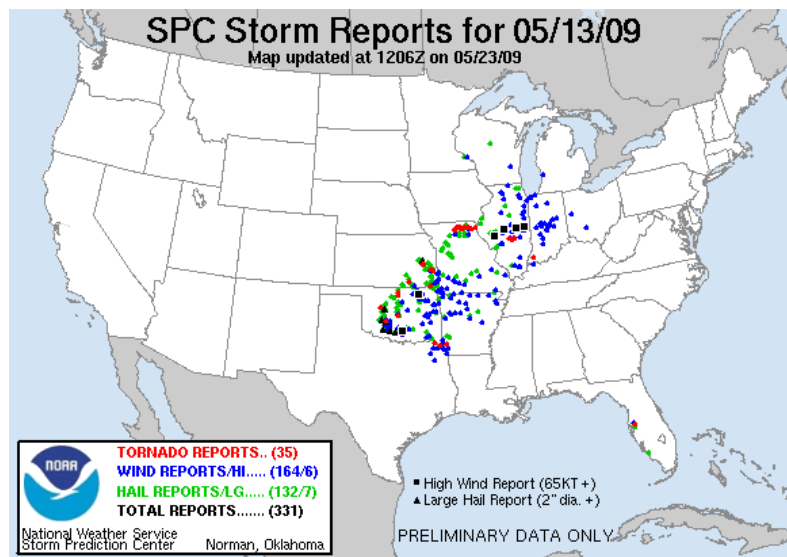 SPC Storm Reports for 05/13/09
Map updated at 1206Z on 05/23/09
NOAA
TORNADO REPORTS.. (35)
WIND REPORTS/HI..... (164/6)
HAIL REPORTS/LG..... (132/7)
TOTAL REPORTS....... (331)
National Weather Service
Storm Prediction Center Norman, Oklahoma
High Wind Report (65KT +)
Large Hail Report (2" dia. +)
PRELIMINARY DATA ONLY